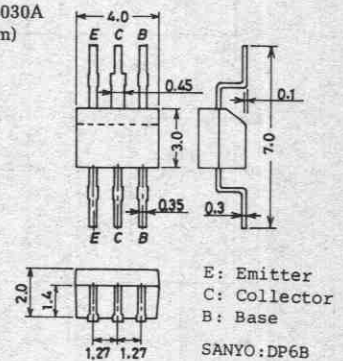 030A
m)
4.0
E C B
0.45
0.1
3.0
7.0
0.35
0.3
E C B
2.0
1.4
1.27 1.27
E: Emitter
C: Collector
B: Base
SANYO:DP6B